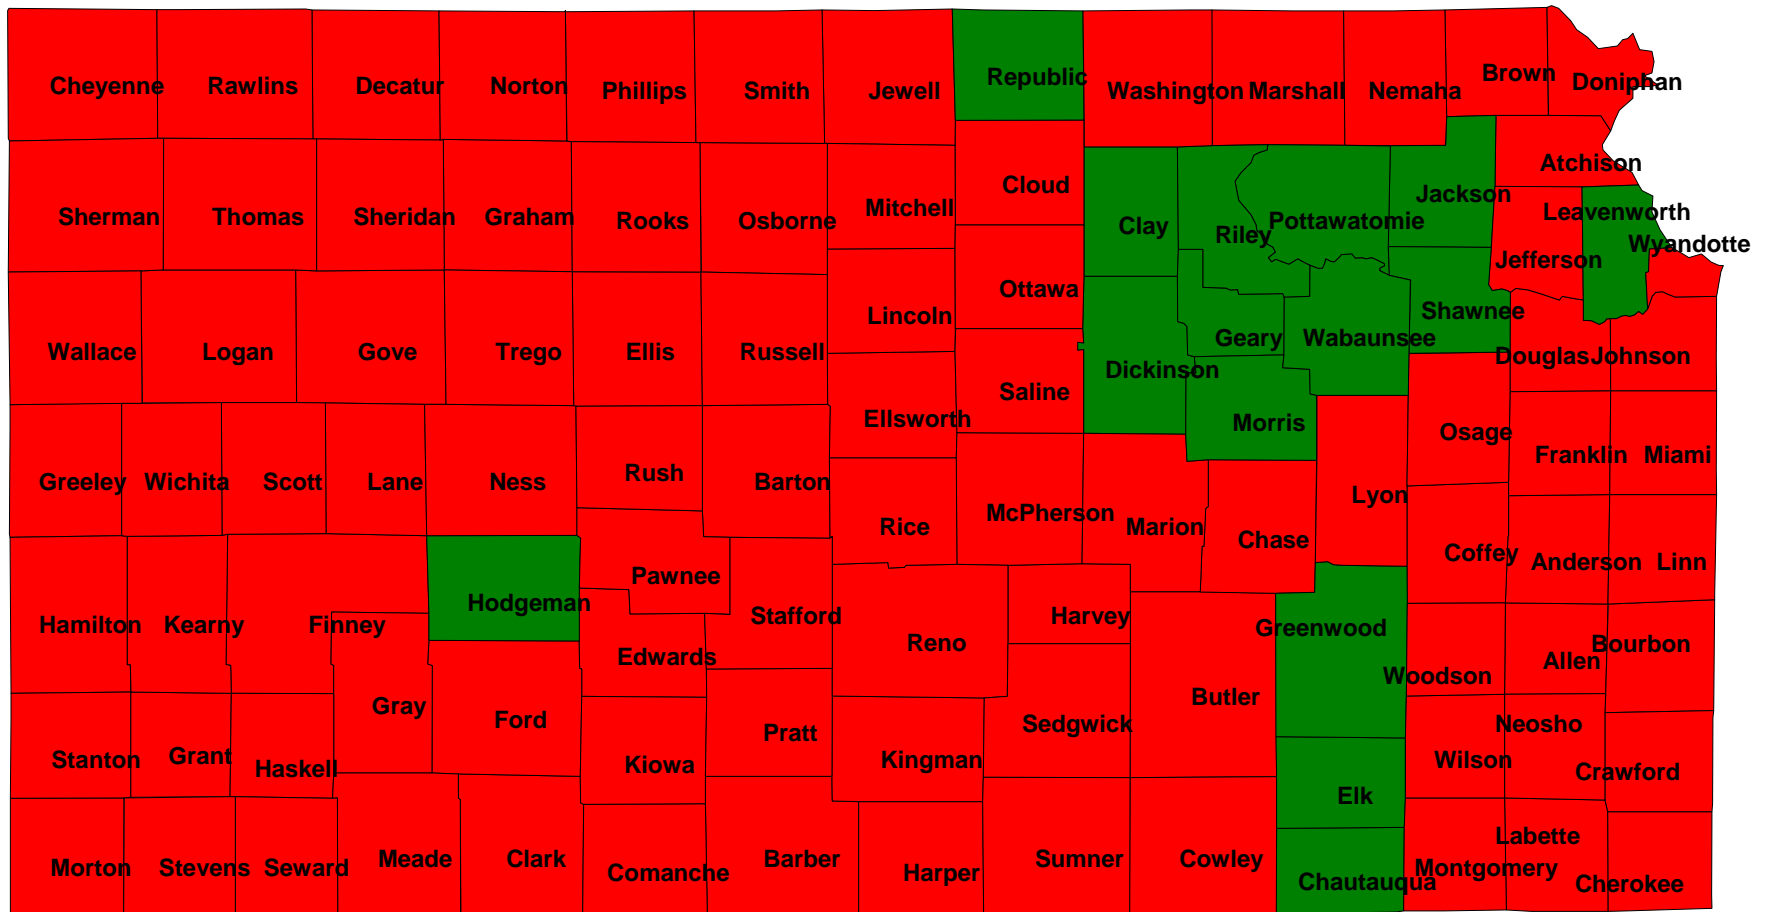 Cheyenne
Rawlins
Decatur
Norton
Phillips
Smith
Jewell
Republic
Washington
Marshall
Nemaha
Brown
Doniphan
Sherman
Thomas
Sheridan
Graham
Rooks
Osborne
Mitchell
Cloud
Clay
Riley
Pottawatomie
Jackson
Atchison
Leavenworth
Wyandotte
Jefferson
Ottawa
Lincoln
Wallace
Logan
Gove
Trego
Ellis
Russell
Saline
Dickinson
Geary
Wabaunsee
Shawnee
Douglas
Johnson
Ellsworth
Morris
Osage
Franklin
Miami
Greeley
Wichita
Scott
Lane
Ness
Rush
Barton
Rice
McPherson
Marion
Chase
Lyon
Coffey
Anderson
Linn
Hamilton
Kearny
Finney
Hodgeman
Pawnee
Stafford
Edwards
Reno
Harvey
Greenwood
Woodson
Allen
Bourbon
Gray
Ford
Kiowa
Pratt
Kingman
Sedgwick
Butler
Wilson
Neosho
Crawford
Stanton
Grant
Haskell
Elk
Morton
Stevens
Seward
Meade
Clark
Comanche
Barber
Harper
Sumner
Cowley
Chautauqua
Montgomery
Labette
Cherokee